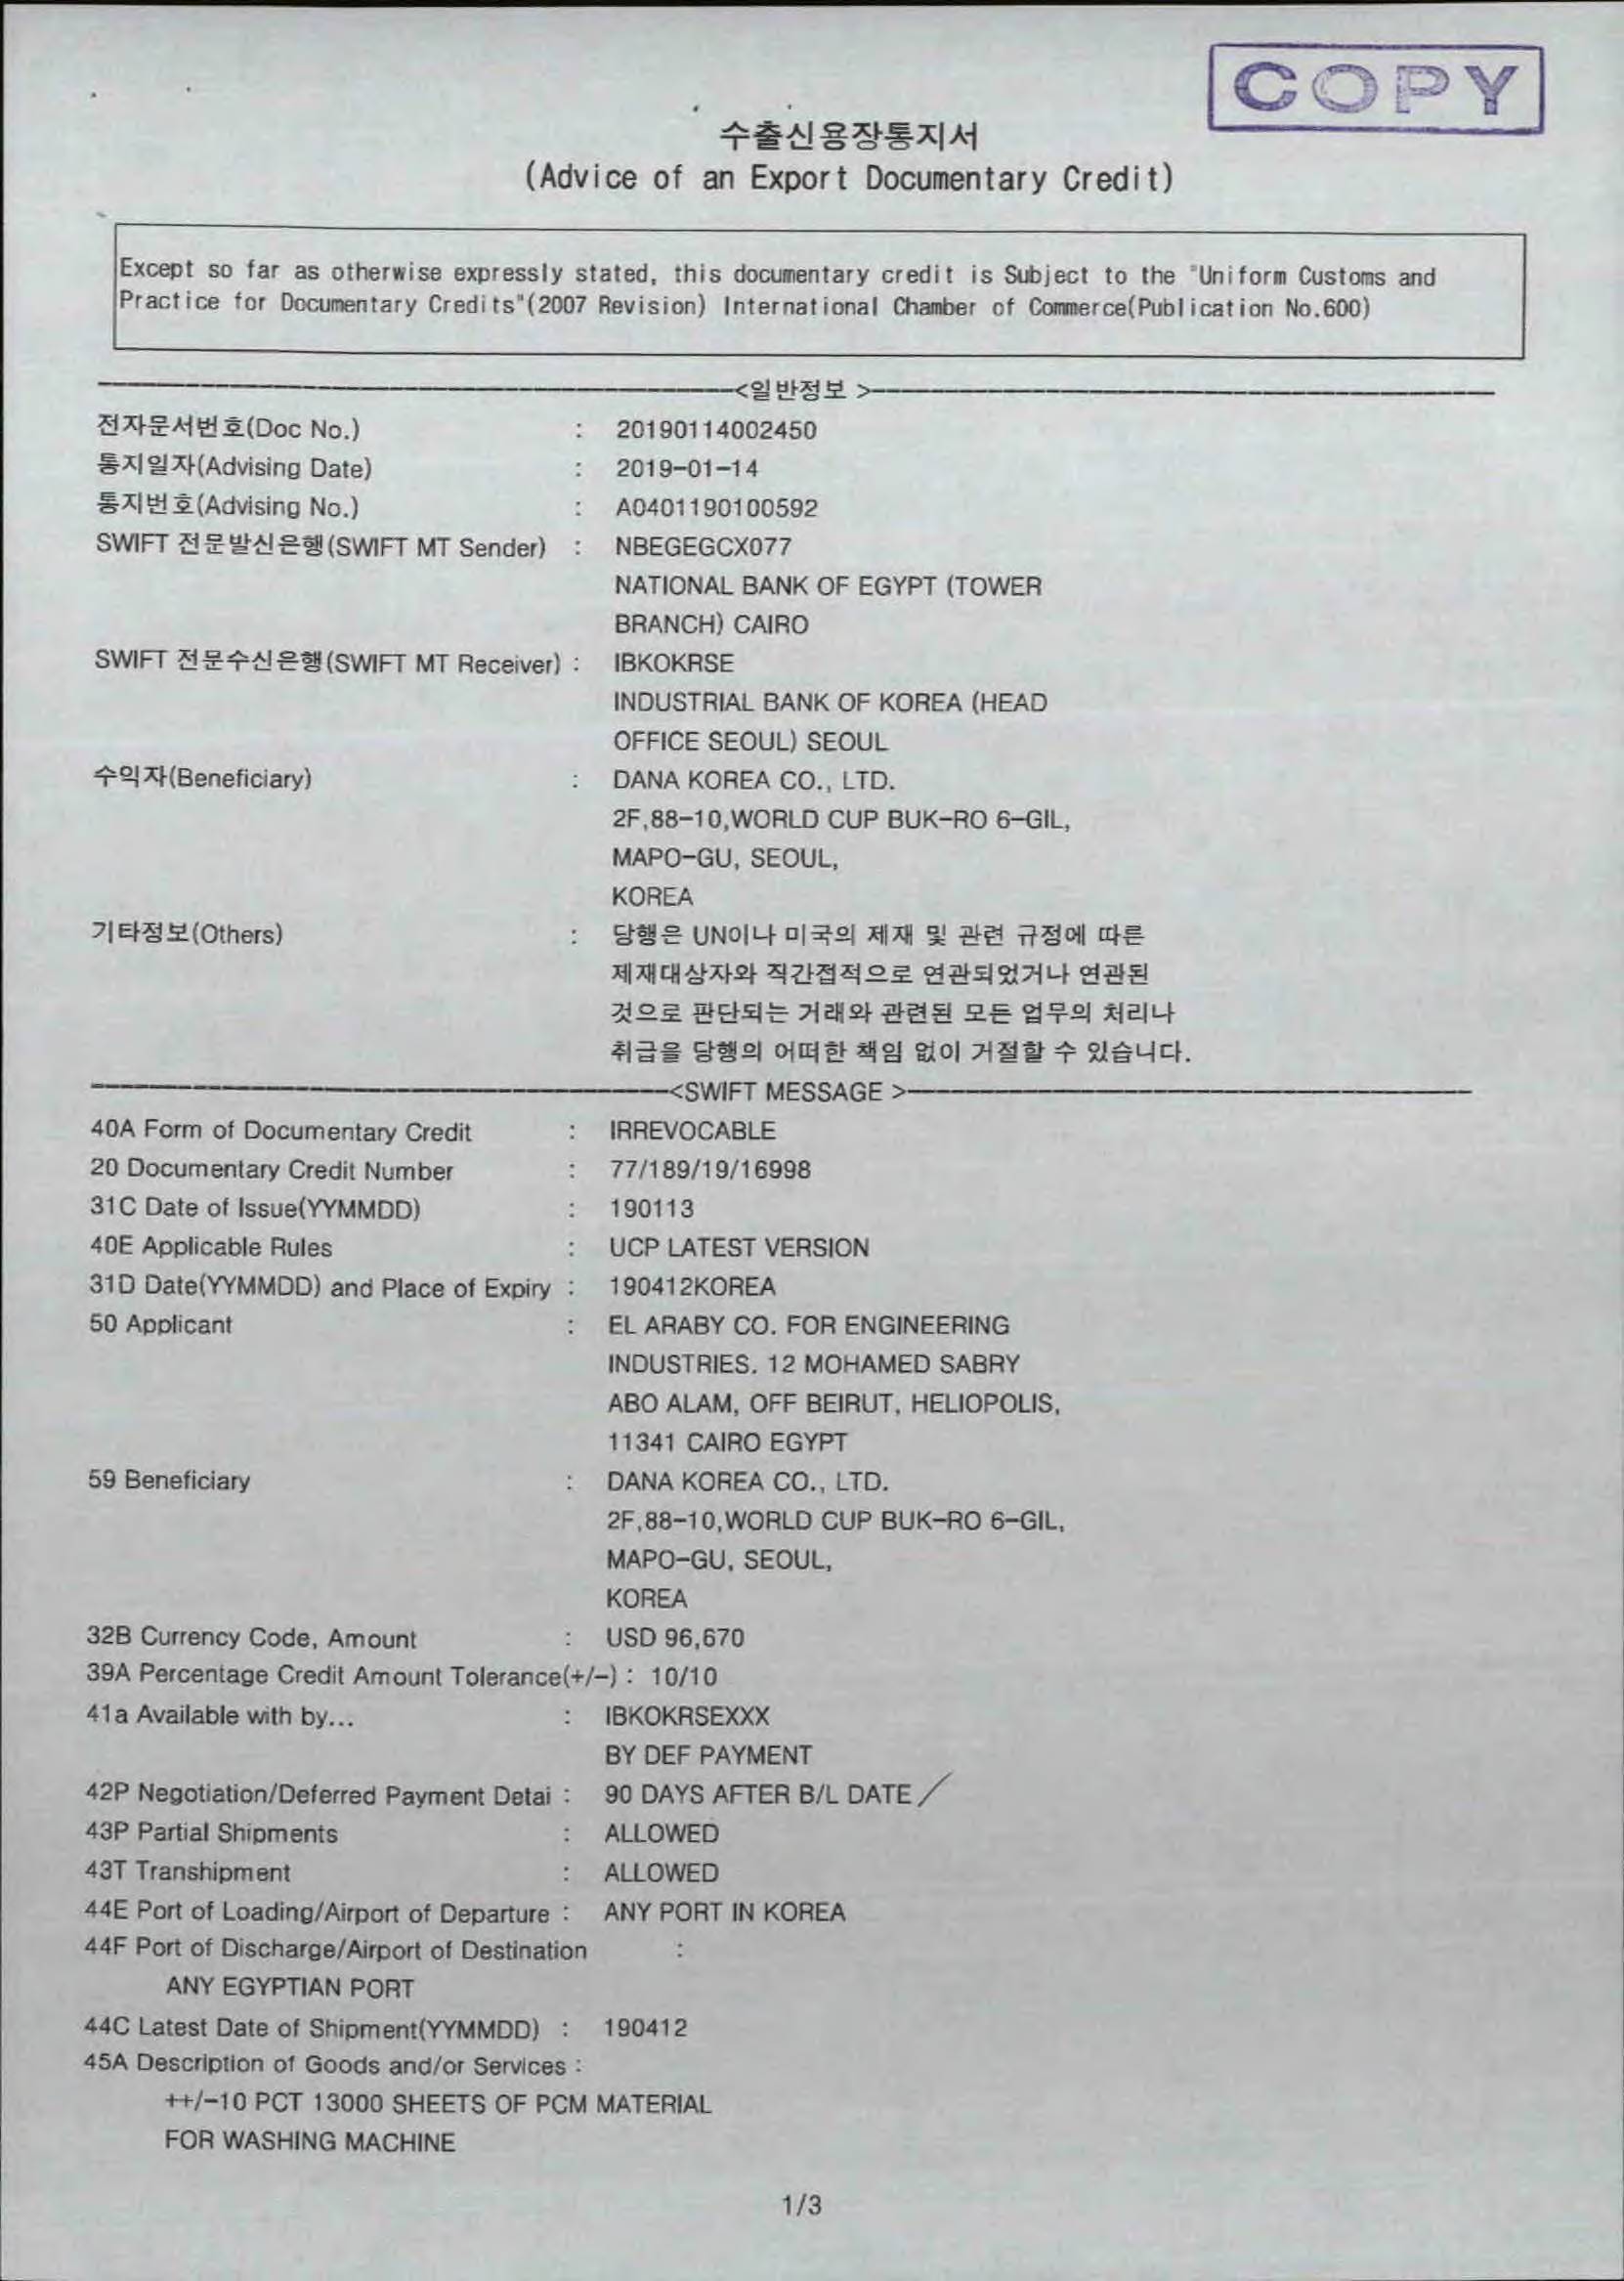 COPY
수출신용장통지서
(Advice of an Export Documentary Credit)
Except so far as otherwise expressly stated, this documentary credit is Subject to the "Uniform Customs and
Practice for Documentary Credits"(2007 Revision) International Chamber of Commerce(Publication No.600)
<일반정보 >
전자문서번호(Doc No.) : 20190114002450
통지일자(Advising Date) : 2019-01-14
통지번호(Advising No.) : A0401190100592
SWIFT 전문발신은행(SWIFT MT Sender) : NBEGEGCX077
NATIONAL BANK OF EGYPT (TOWER
BRANCH) CAIRO
SWIFT 전문수신은행(SWIFT MT Receiver) : IBKOKRSE
INDUSTRIAL BANK OF KOREA (HEAD
OFFICE SEOUL) SEOUL
수익자(Beneficiary) : DANA KOREA CO., LTD.
2F,88-10,WORLD CUP BUK-RO 6-GIL,
MAPO-GU, SEOUL,
KOREA
기타정보(Others) : 당행은 UN이나 미국의 제재 및 관련 규정에 따른
제재대상자와 직간접적으로 연관되었거나 연관된
것으로 판단되는 거래와 관련된 모든 업무의 처리나
취급을 당행의 어떠한 책임 없이 거절할 수 있습니다.
<SWIFT MESSAGE >
40A Form of Documentary Credit : IRREVOCABLE
20 Documentary Credit Number : 77/189/19/16998
31C Date of Issue(YYMMDD) : 190113
40E Applicable Rules : UCP LATEST VERSION
31D Date(YYMMDD) and Place of Expiry : 190412KOREA
50 Applicant : EL ARABY CO. FOR ENGINEERING
INDUSTRIES. 12 MOHAMED SABRY
ABO ALAM, OFF BEIRUT, HELIOPOLIS,
11341 CAIRO EGYPT
59 Beneficiary : DANA KOREA CO., LTD.
2F,88-10,WORLD CUP BUK-RO 6-GIL,
MAPO-GU, SEOUL,
KOREA
32B Currency Code, Amount : USD 96,670
39A Percentage Credit Amount Tolerance(+/-) : 10/10
41a Available with by... : IBKOKRSEXXX
BY DEF PAYMENT
42P Negotiation/Deferred Payment Detai : 90 DAYS AFTER B/L DATE /
43P Partial Shipments : ALLOWED
43T Transhipment : ALLOWED
44E Port of Loading/Airport of Departure : ANY PORT IN KOREA
44F Port of Discharge/Airport of Destination :
ANY EGYPTIAN PORT
44C Latest Date of Shipment(YYMMDD) : 190412
45A Description of Goods and/or Services :
++/-10 PCT 13000 SHEETS OF PCM MATERIAL
FOR WASHING MACHINE
1/3